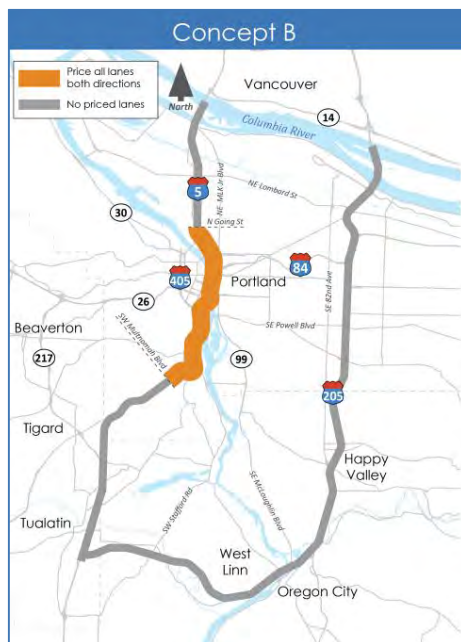 Concept B
Price all lanes
both directions
No priced lanes
North
Vancouver
14
Columbia River
5
NE MLK Jr Blvd
NE Lombard St
30
N Going St
405
84
Portland
26
SE 82nd Ave
Beaverton
SW Multnomah Blvd
SE Powell Blvd
217
99
205
Tigard
Happy
Valley
SW Stafford Rd
SE McLoughlin Blvd
Tualatin
West
Linn
Oregon City